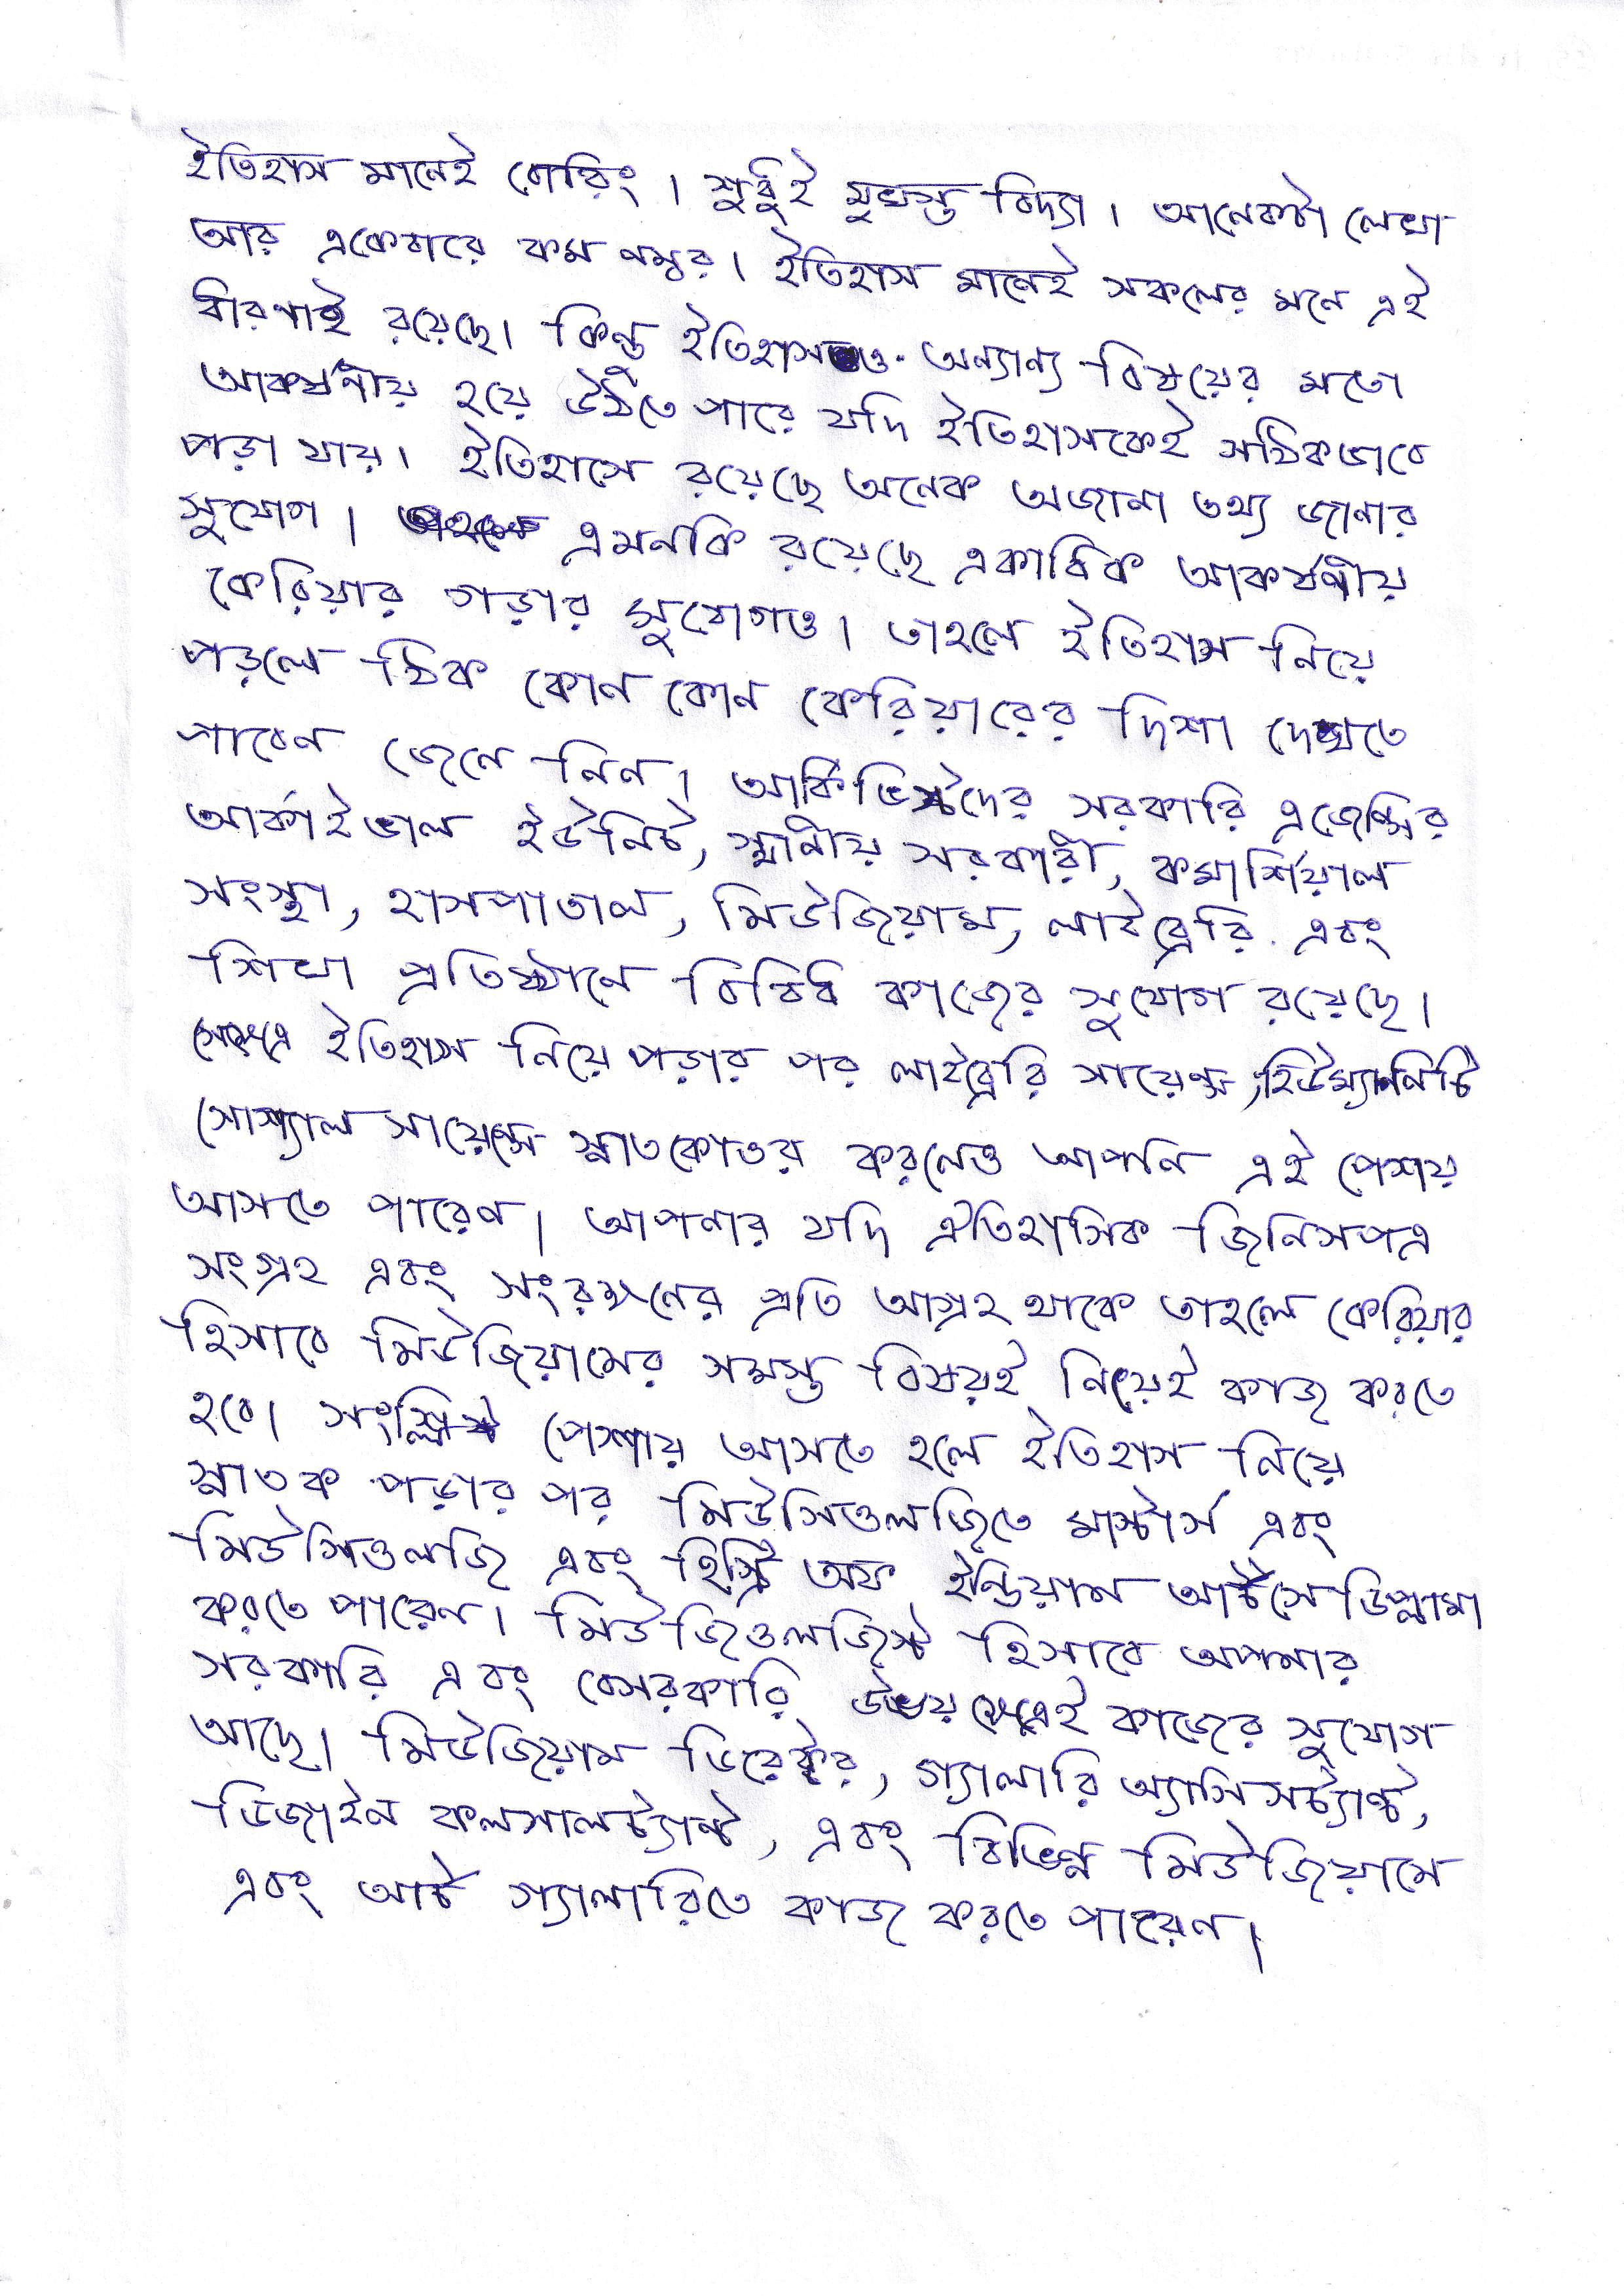 ইতিহাস মানেই বোরিং। শুধুই মুখস্ত বিদ্যা। আনেকটা লেখা
আর একেবারে কম নম্বর। ইতিহাস মানেই সকলের মনে এই
ধারণাই রয়েছে। কিন্তু ইতিহাসও অন্যান্য বিষয়ের মতো
আকর্ষণীয় হয়ে উঠতে পারে যদি ইতিহাসকেই সঠিকভাবে
পড়া যায়। ইতিহাসে রয়েছে অনেক অজানা তথ্য জানার
সুযোগ। এমনকি রয়েছে একাধিক আকর্ষণীয়
কেরিয়ার গড়ার সুযোগও। তাহলে ইতিহাস নিয়ে
পড়লে ঠিক কোন কোন কেরিয়ারের দিশা দেখতে
পাবেন জেনে নিন। আর্কিভিস্টদের সরকারি এজেন্সির
আর্কাইভাল ইউনিট, স্থানীয় সরকারী, কমার্শিয়াল
সংস্থা, হাসপাতাল, মিউজিয়াম, লাইব্রেরি এবং
শিক্ষা প্রতিষ্ঠানে বিবিধ কাজের সুযোগ রয়েছে।
সেক্ষেত্রে ইতিহাস নিয়ে পড়ার পর লাইব্রেরি সায়েন্স, হিউম্যানিটি
সোশ্যাল সায়েন্সে স্নাতকোত্তর করলেও আপনি এই পেশায়
আসতে পারেন। আপনার যদি ঐতিহাসিক জিনিসপত্র
সংগ্রহ এবং সংরক্ষনের প্রতি আগ্রহ থাকে তাহলে কেরিয়ার
হিসাবে মিউজিয়ামের সমস্ত বিষয়ই নিয়েই কাজ করতে
হবে। সংশ্লিষ্ট পেশায় আসতে হলে ইতিহাস নিয়ে
স্নাতক পড়ার পর মিউসিওলজিতে মাস্টার্স এবং
মিউসিওলজি এবং হিস্ট্রি অফ ইন্ডিয়ান আর্টসে ডিপ্লামা
করতে পারেন। মিউজিওলজিস্ট হিসাবে আপনার
সরকারি এবং বেসরকারি উভয় ক্ষেত্রেই কাজের সুযোগ
আছে। মিউজিয়াম ডিরেক্টর, গ্যালারি অ্যাসিসট্যান্ট,
ডিজাইন কনসালট্যান্ট, এবং বিভিন্ন মিউজিয়ামে
এবং আর্ট গ্যালারিতে কাজ করতে পারেন।